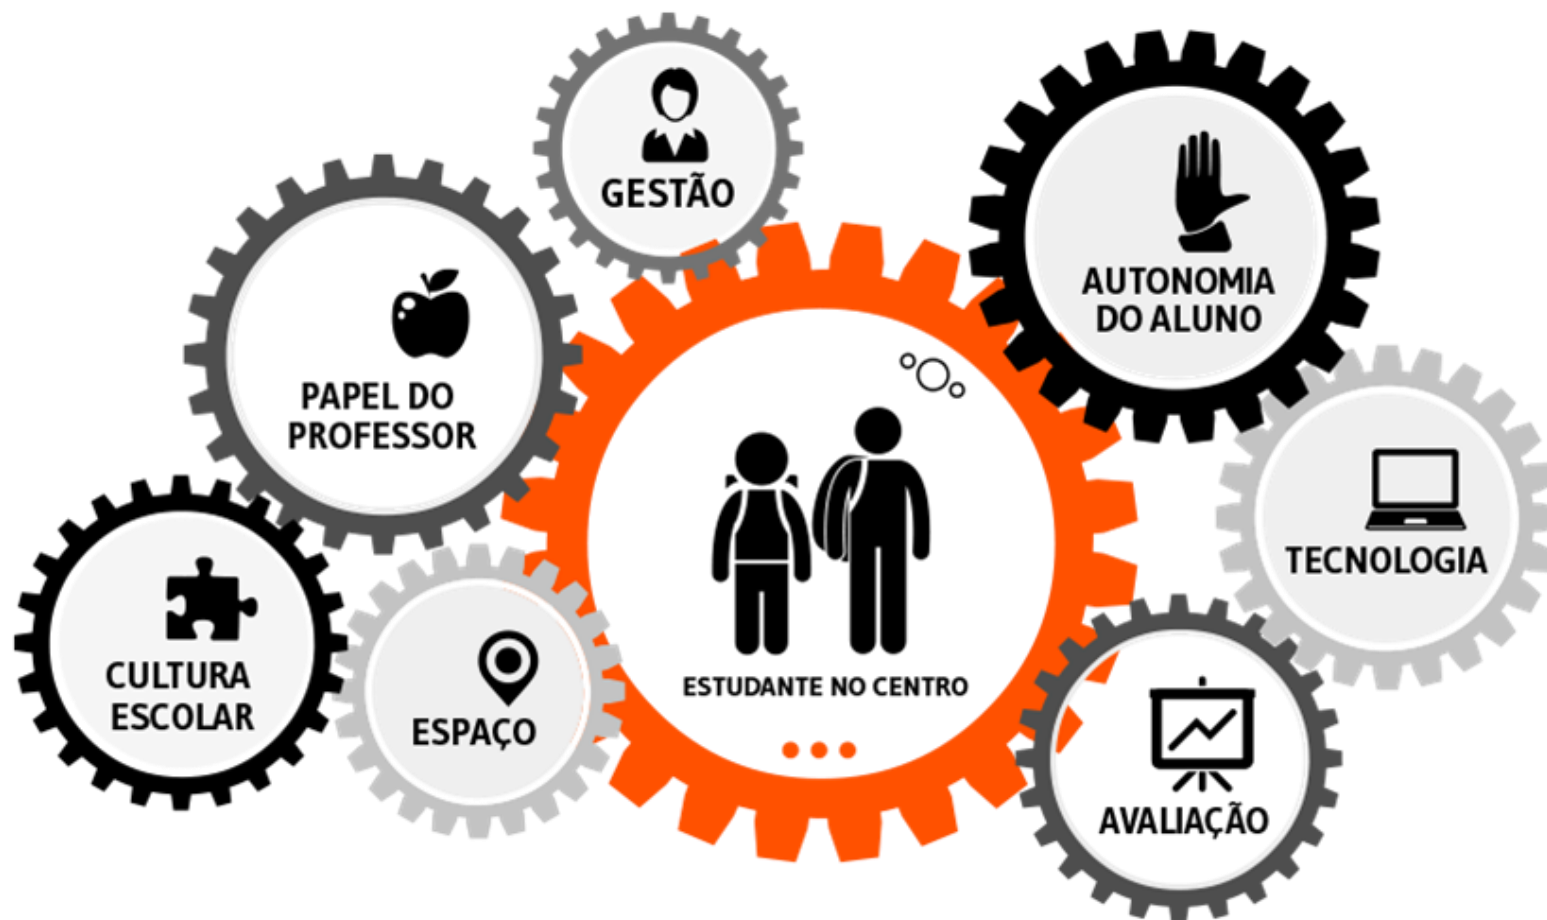 GESTÃO
AUTONOMIA
DO ALUNO
PAPEL DO
PROFESSOR
TECNOLOGIA
CULTURA
ESCOLAR
ESPAÇO
ESTUDANTE NO CENTRO
AVALIAÇÃO